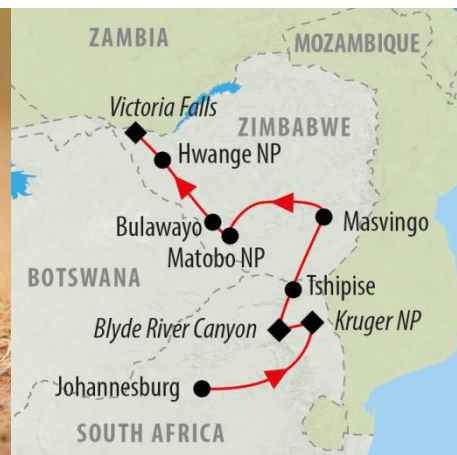 ZAMBIA
MOZAMBIQUE
Victoria Falls
ZIMBABWE
Hwange NP
Bulawayo
Masvingo
Matobo NP
BOTSWANA
Tshipise
Blyde River Canyon
Kruger NP
Johannesburg
SOUTH AFRICA